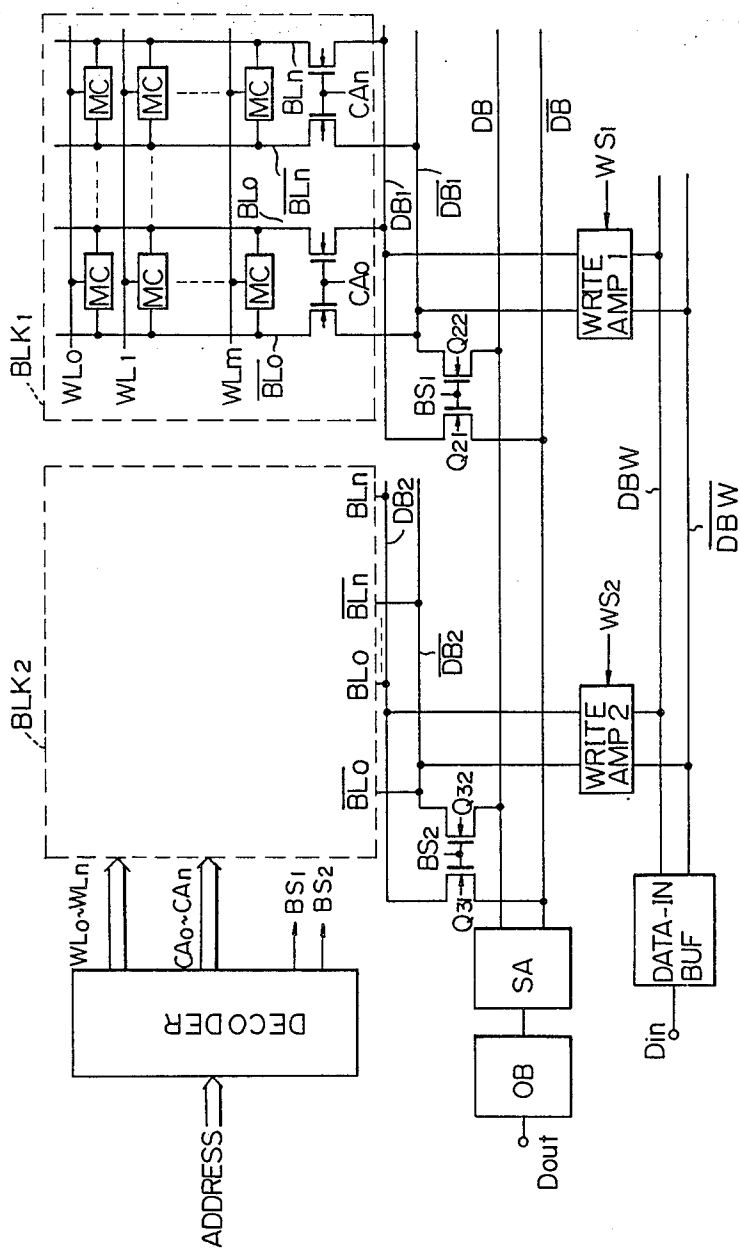 BLK1
WL0
WL1
WLm
MC
MC
MC
MC
MC
MC
BL0
BL0
BLn
BLn
CA0
CAn
BLK2
BL0
BL0
BLn
BLn
DB2
DB2
DB1
DB1
DB
DB
BS1
Q21
Q22
BS2
Q31
Q32
WL0~WLn
CA0~CAn
BS1
BS2
DECODER
ADDRESS
SA
OB
Dout
WRITE
AMP 1
WS1
WRITE
AMP 2
WS2
DBW
DBW
DATA-IN
BUF
Din